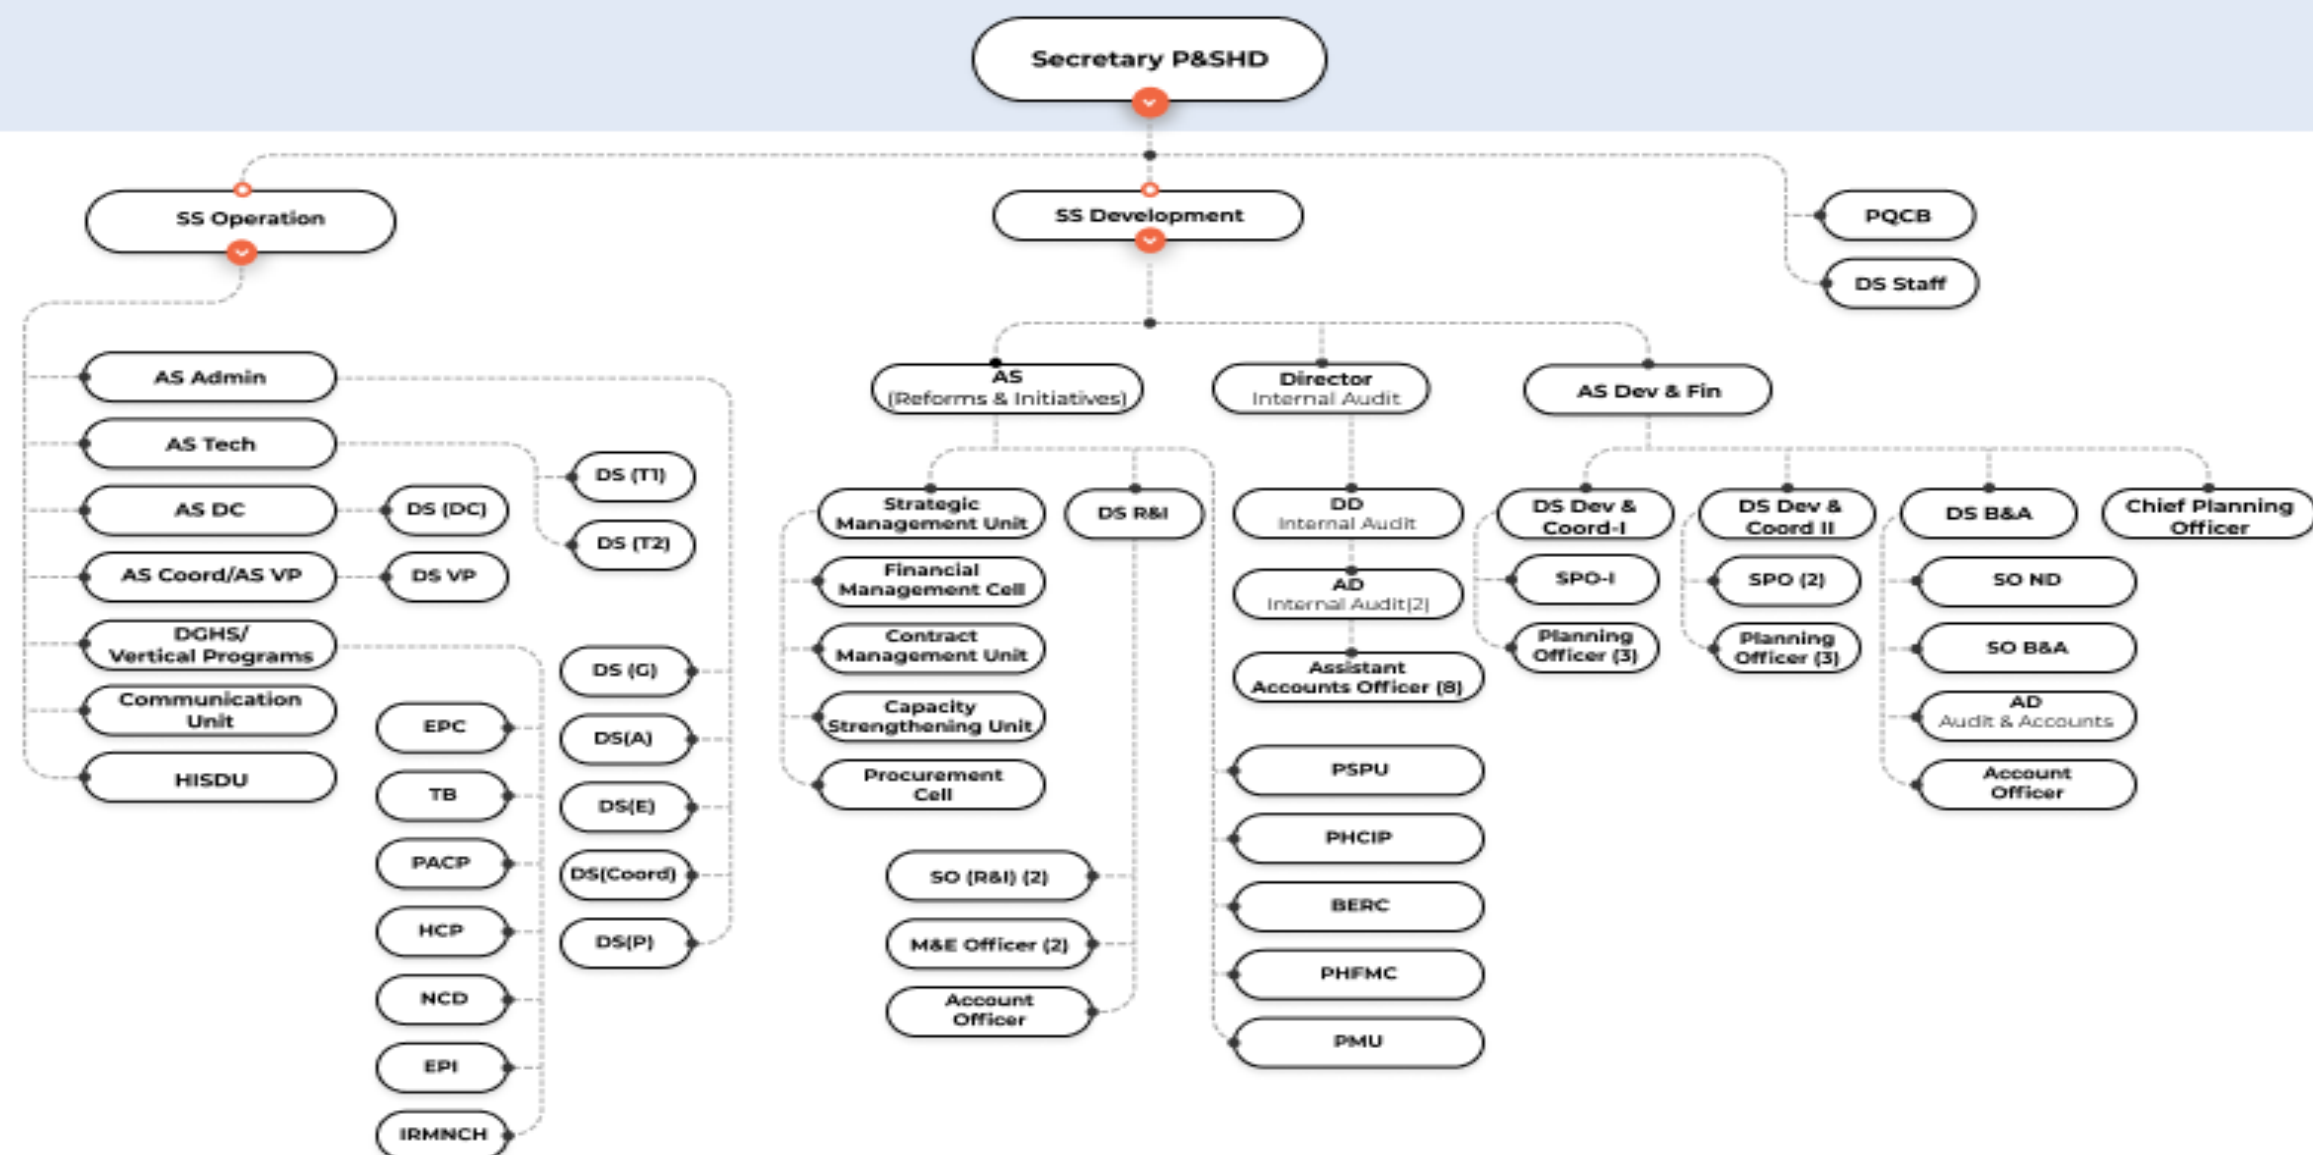 Secretary P&SHD
SS Operation
SS Development
PQCB
DS Staff
AS Admin
AS Tech
AS DC
AS Coord/AS VP
DGHS/
Vertical Programs
Communication
Unit
HISDU
DS (DC)
DS VP
DS (T1)
DS (T2)
DS (G)
DS(A)
DS(E)
DS(Coord)
DS(P)
EPC
TB
PACP
HCP
NCD
EPI
IRMNCH
AS
(Reforms & Initiatives)
Director
Internal Audit
AS Dev & Fin
Strategic
Management Unit
Financial
Management Cell
Contract
Management Unit
Capacity
Strengthening Unit
Procurement
Cell
DS R&I
SO (R&I) (2)
M&E Officer (2)
Account
Officer
DD
Internal Audit
AD
Internal Audit(2)
Assistant
Accounts Officer (8)
PSPU
PHCIP
BERC
PHFMC
PMU
DS Dev &
Coord-I
SPO-I
Planning
Officer (3)
DS Dev &
Coord II
SPO (2)
Planning
Officer (3)
DS B&A
SO ND
SO B&A
AD
Audit & Accounts
Account
Officer
Chief Planning
Officer